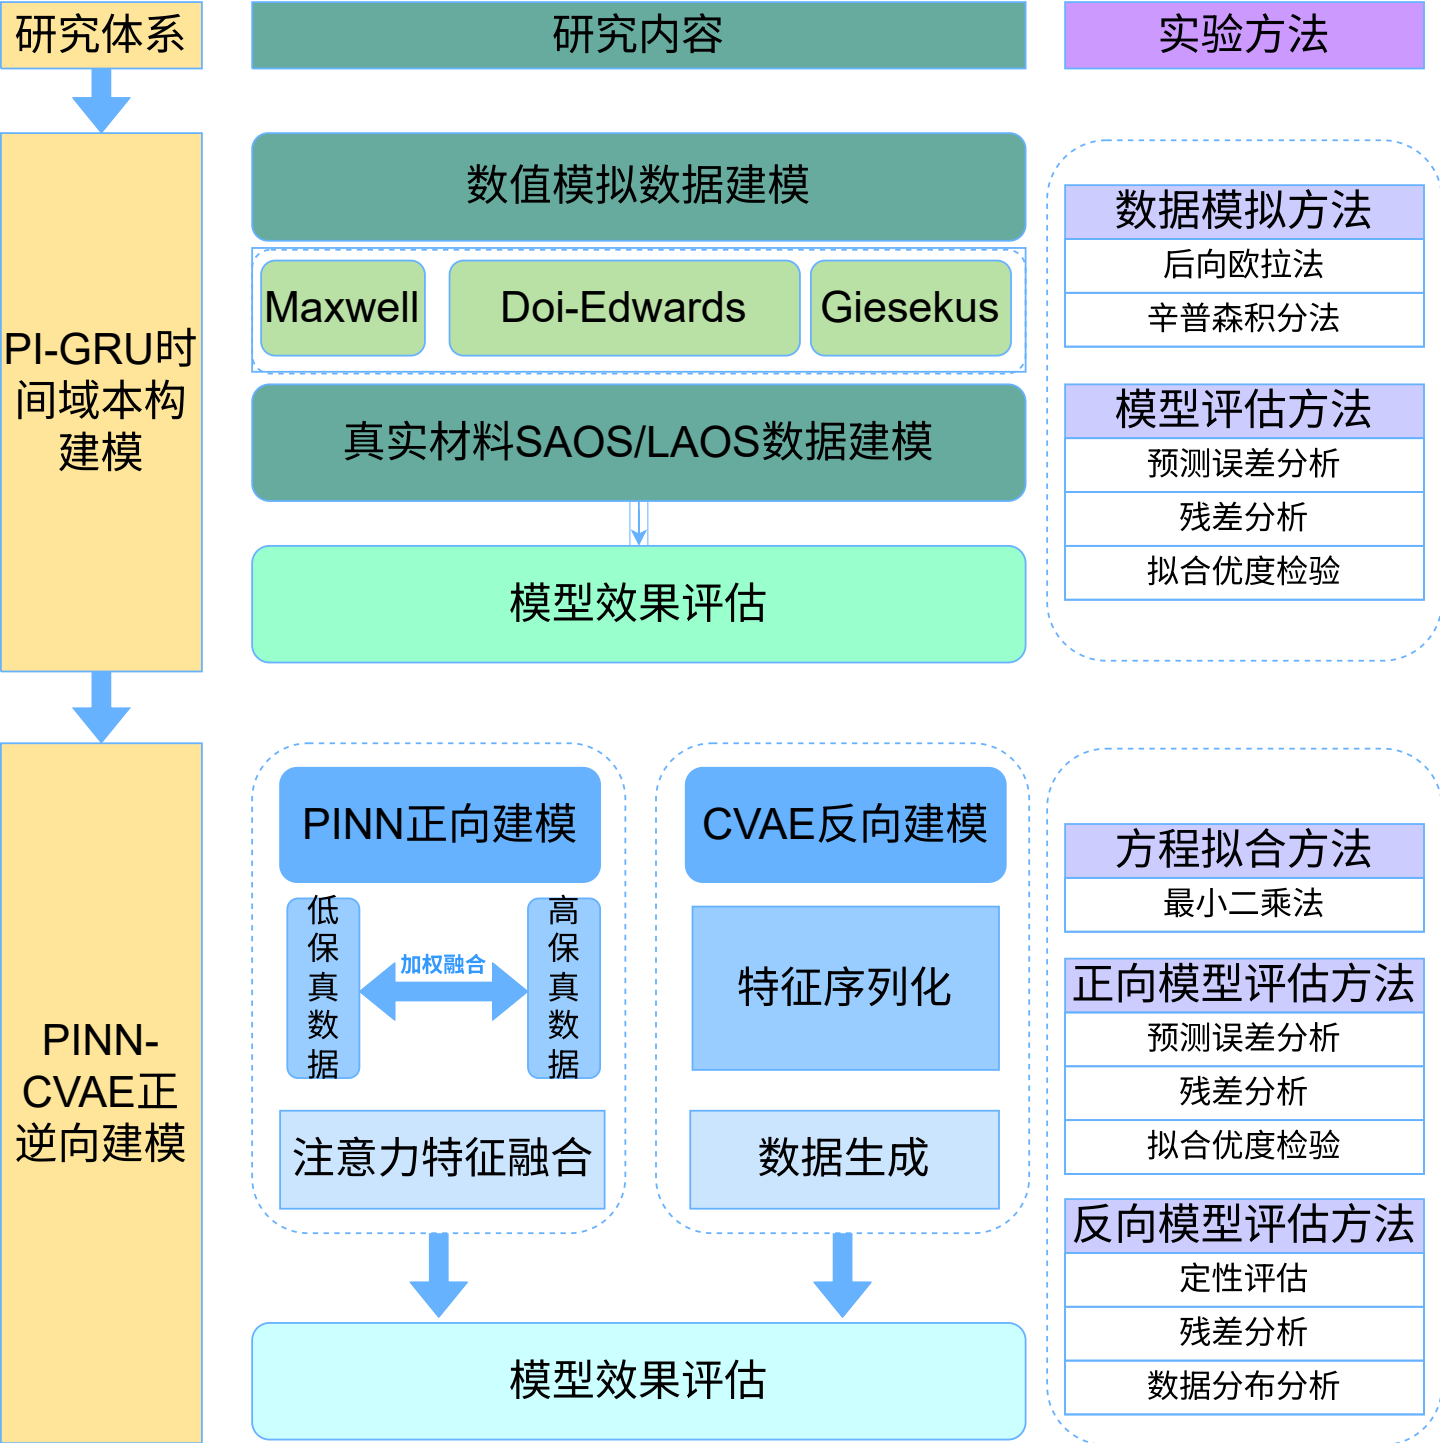 研究体系
研究内容
实验方法
PI-GRU时
间域本构
建模
数值模拟数据建模
Maxwell
Doi-Edwards
Giesekus
真实材料SAOS/LAOS数据建模
模型效果评估
数据模拟方法
后向欧拉法
辛普森积分法
模型评估方法
预测误差分析
残差分析
拟合优度检验
PINN-
CVAE正
逆向建模
PINN正向建模
低
保
真
数
据
加权融合
高
保
真
数
据
注意力特征融合
CVAE反向建模
特征序列化
数据生成
模型效果评估
方程拟合方法
最小二乘法
正向模型评估方法
预测误差分析
残差分析
拟合优度检验
反向模型评估方法
定性评估
残差分析
数据分布分析